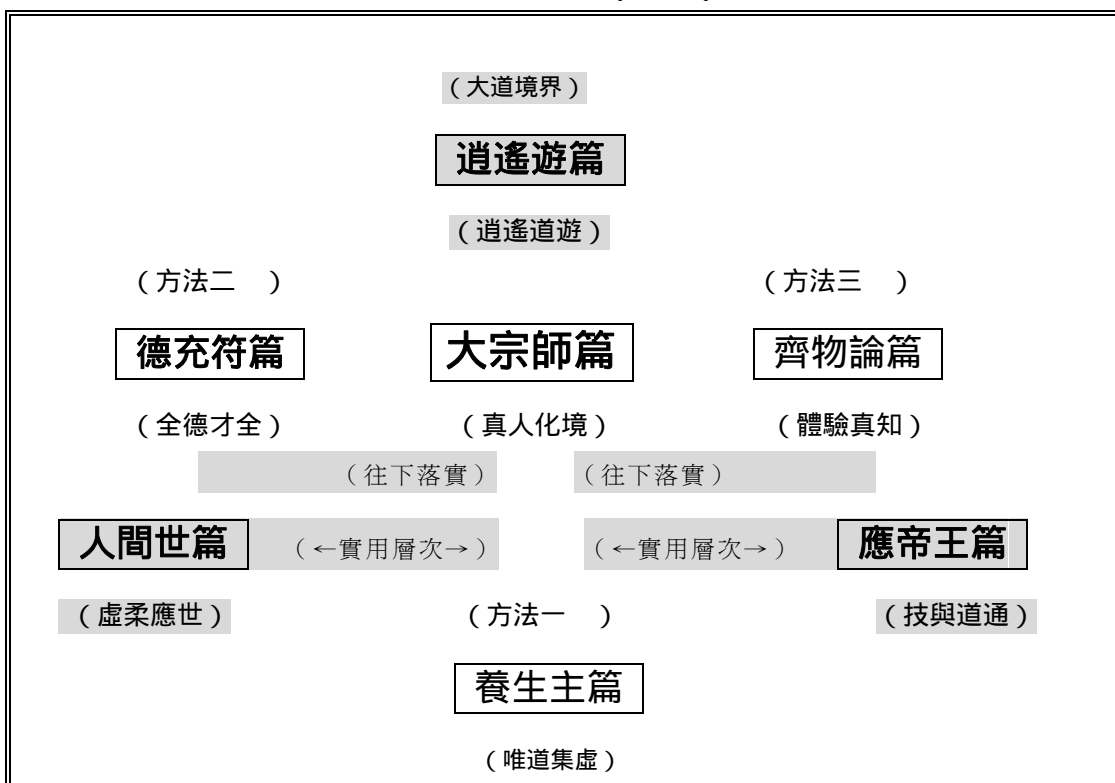 （大道境界）
逍遙遊篇
（逍遙道遊）
（方法二　） （方法三　）
德充符篇 大宗師篇 齊物論篇
（全德才全） （真人化境） （體驗真知）
（往下落實） （往下落實）
人間世篇 （←實用層次→） （←實用層次→） 應帝王篇
（虛柔應世） （方法一　） （技與道通）
養生主篇
（唯道集虛）